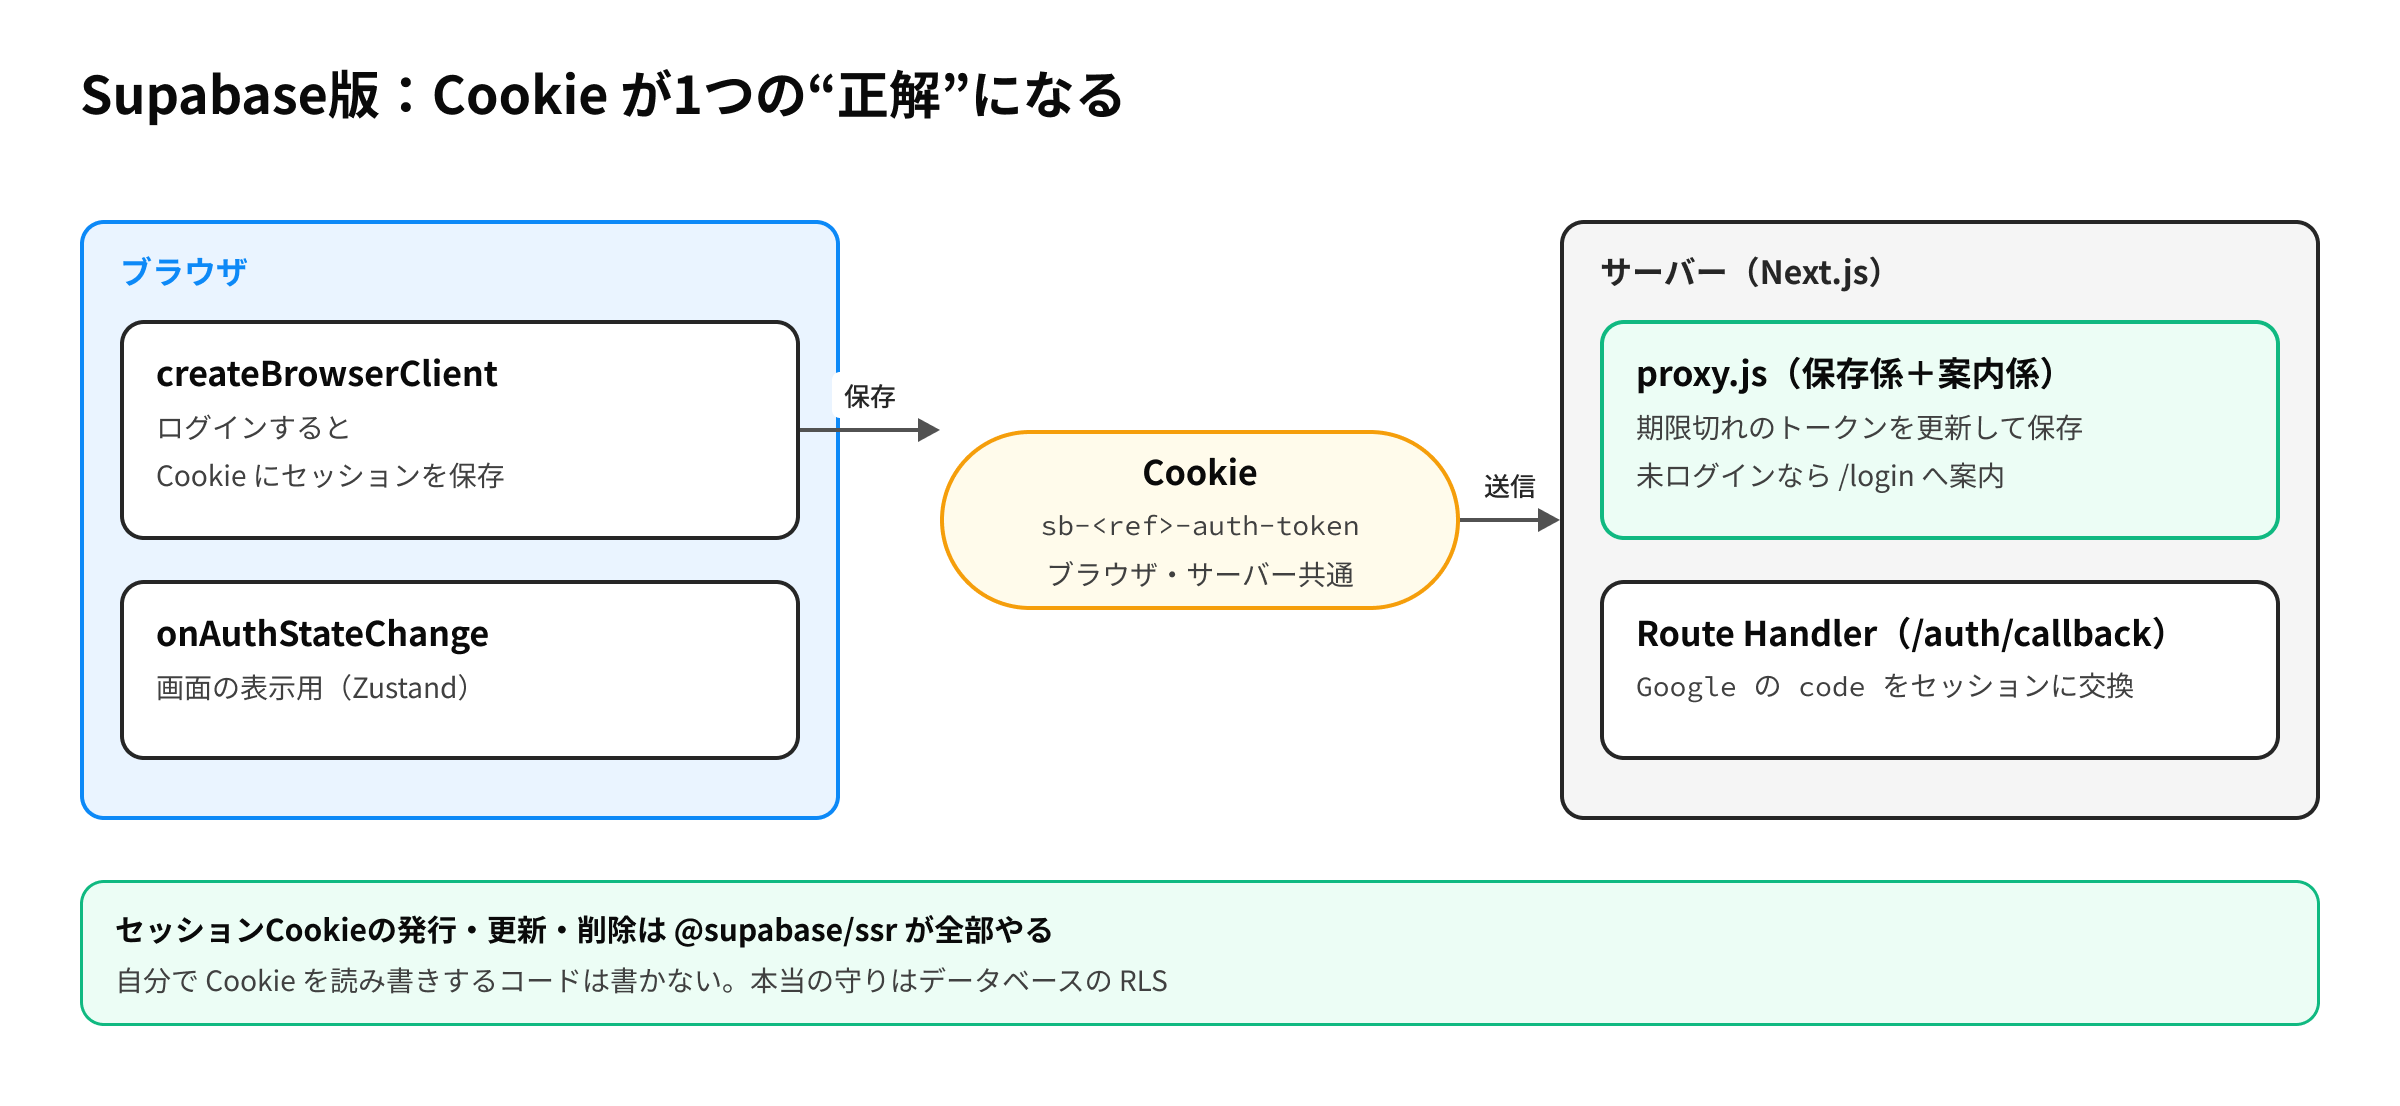 Supabase版：Cookie が1つの“正解”になる
ブラウザ
createBrowserClient
ログインすると
Cookie にセッションを保存
onAuthStateChange
画面の表示用（Zustand）
保存
Cookie
sb-<ref>-auth-token
ブラウザ・サーバー共通
送信
サーバー（Next.js）
proxy.js（保存係＋案内係）
期限切れのトークンを更新して保存
未ログインなら /login へ案内
Route Handler（/auth/callback）
Google の code をセッションに交換
セッションCookieの発行・更新・削除は @supabase/ssr が全部やる
自分で Cookie を読み書きするコードは書かない。本当の守りはデータベースの RLS